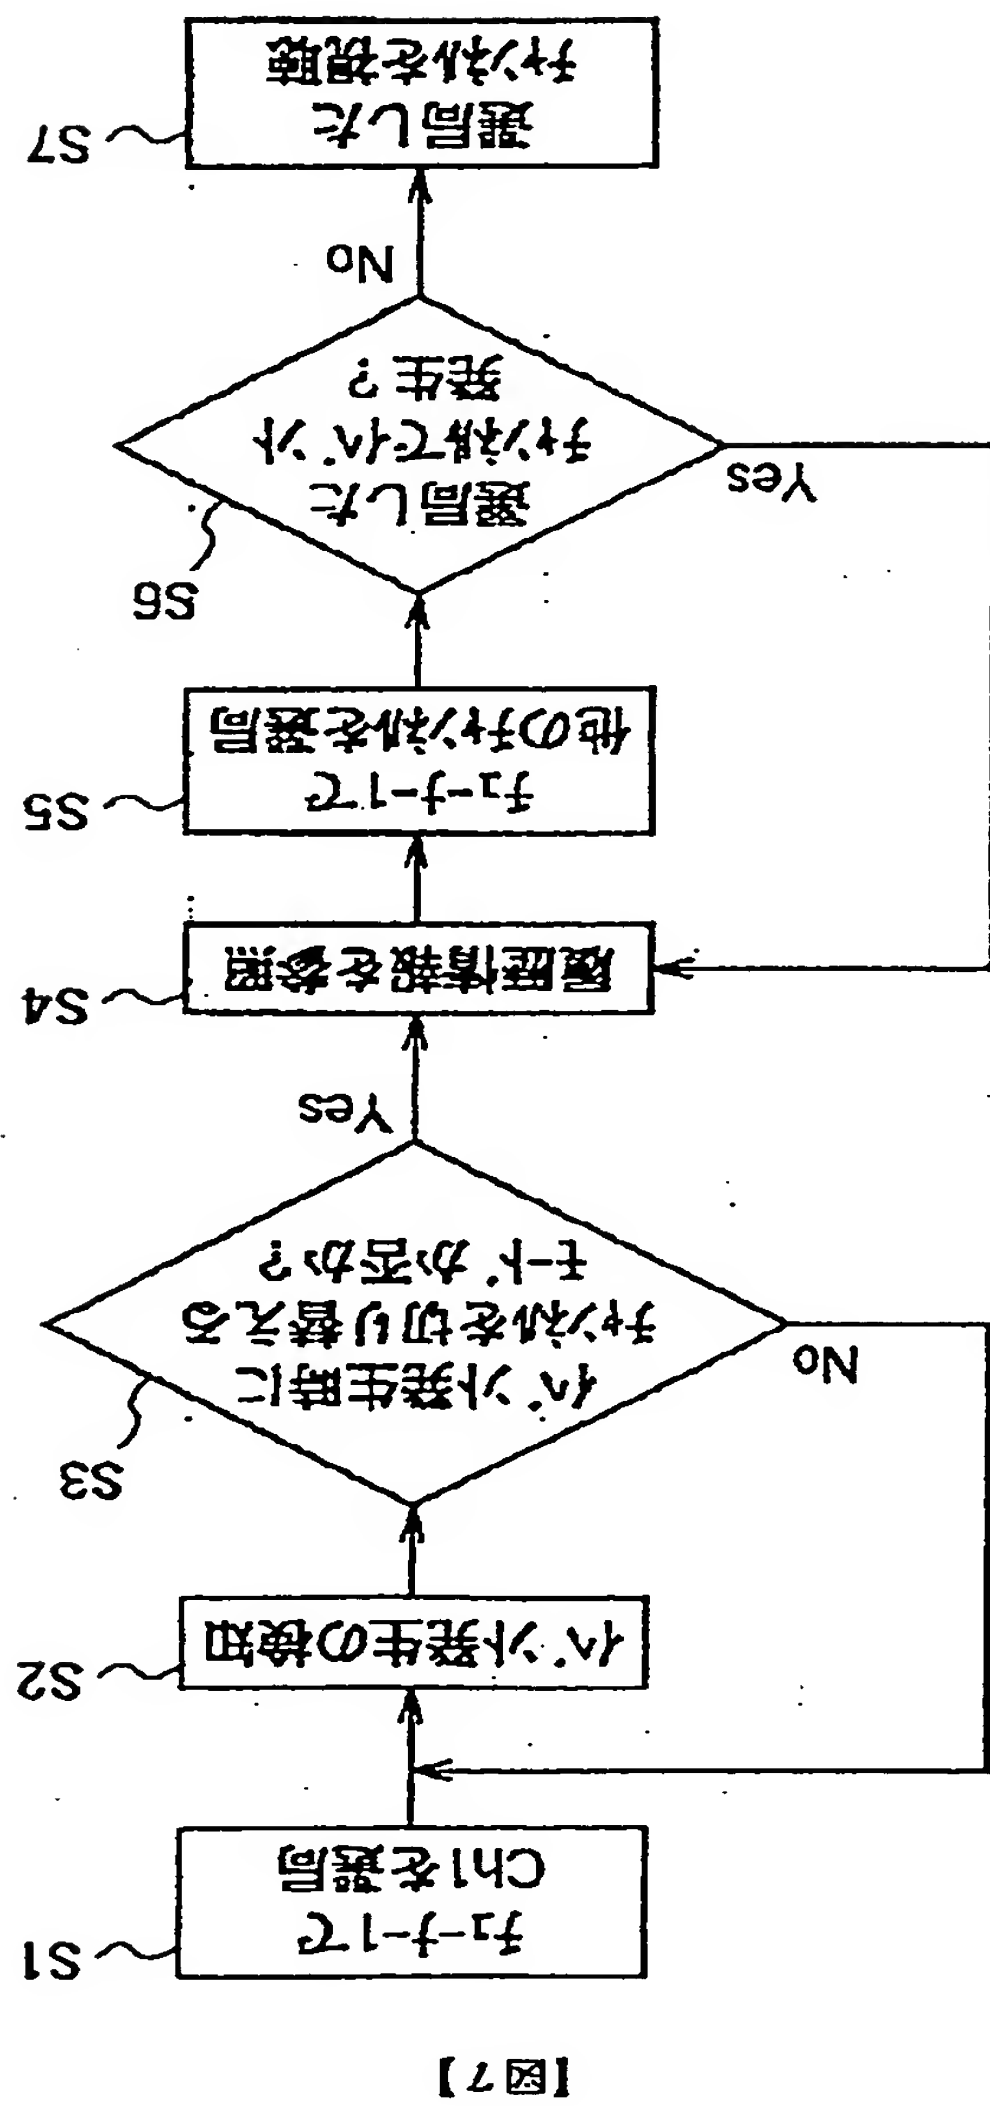 【図7】
チューナー1で
Ch1を選局
S1
イベント発生の検知
S2
イベント発生時に
チャンネルを切り替える
モードか否か?
S3
No
Yes
履歴情報を参照
S4
チューナー1で
他のチャンネルを選局
S5
選局した
チャンネルでイベント
発生?
S6
Yes
No
選局した
チャンネルを視聴
S7